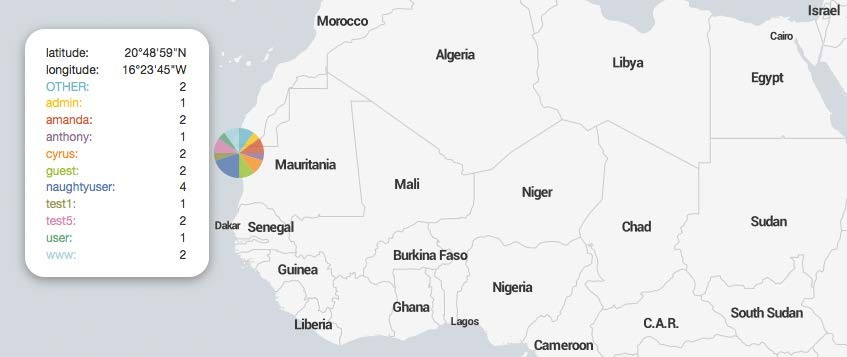 latitude: 20°48'59"N
longitude: 16°23'45"W
OTHER: 2
admin: 1
amanda: 2
anthony: 1
cyrus: 2
guest: 2
naughtyuser: 4
test1: 1
test5: 2
user: 1
www: 2
Israel
Morocco
Cairo
Algeria
Libya
Egypt
Mauritania
Mali
Niger
Dakar
Senegal
Chad
Sudan
Burkina Faso
Guinea
Nigeria
Ghana
South Sudan
Liberia
Lagos
C.A.R.
Cameroon